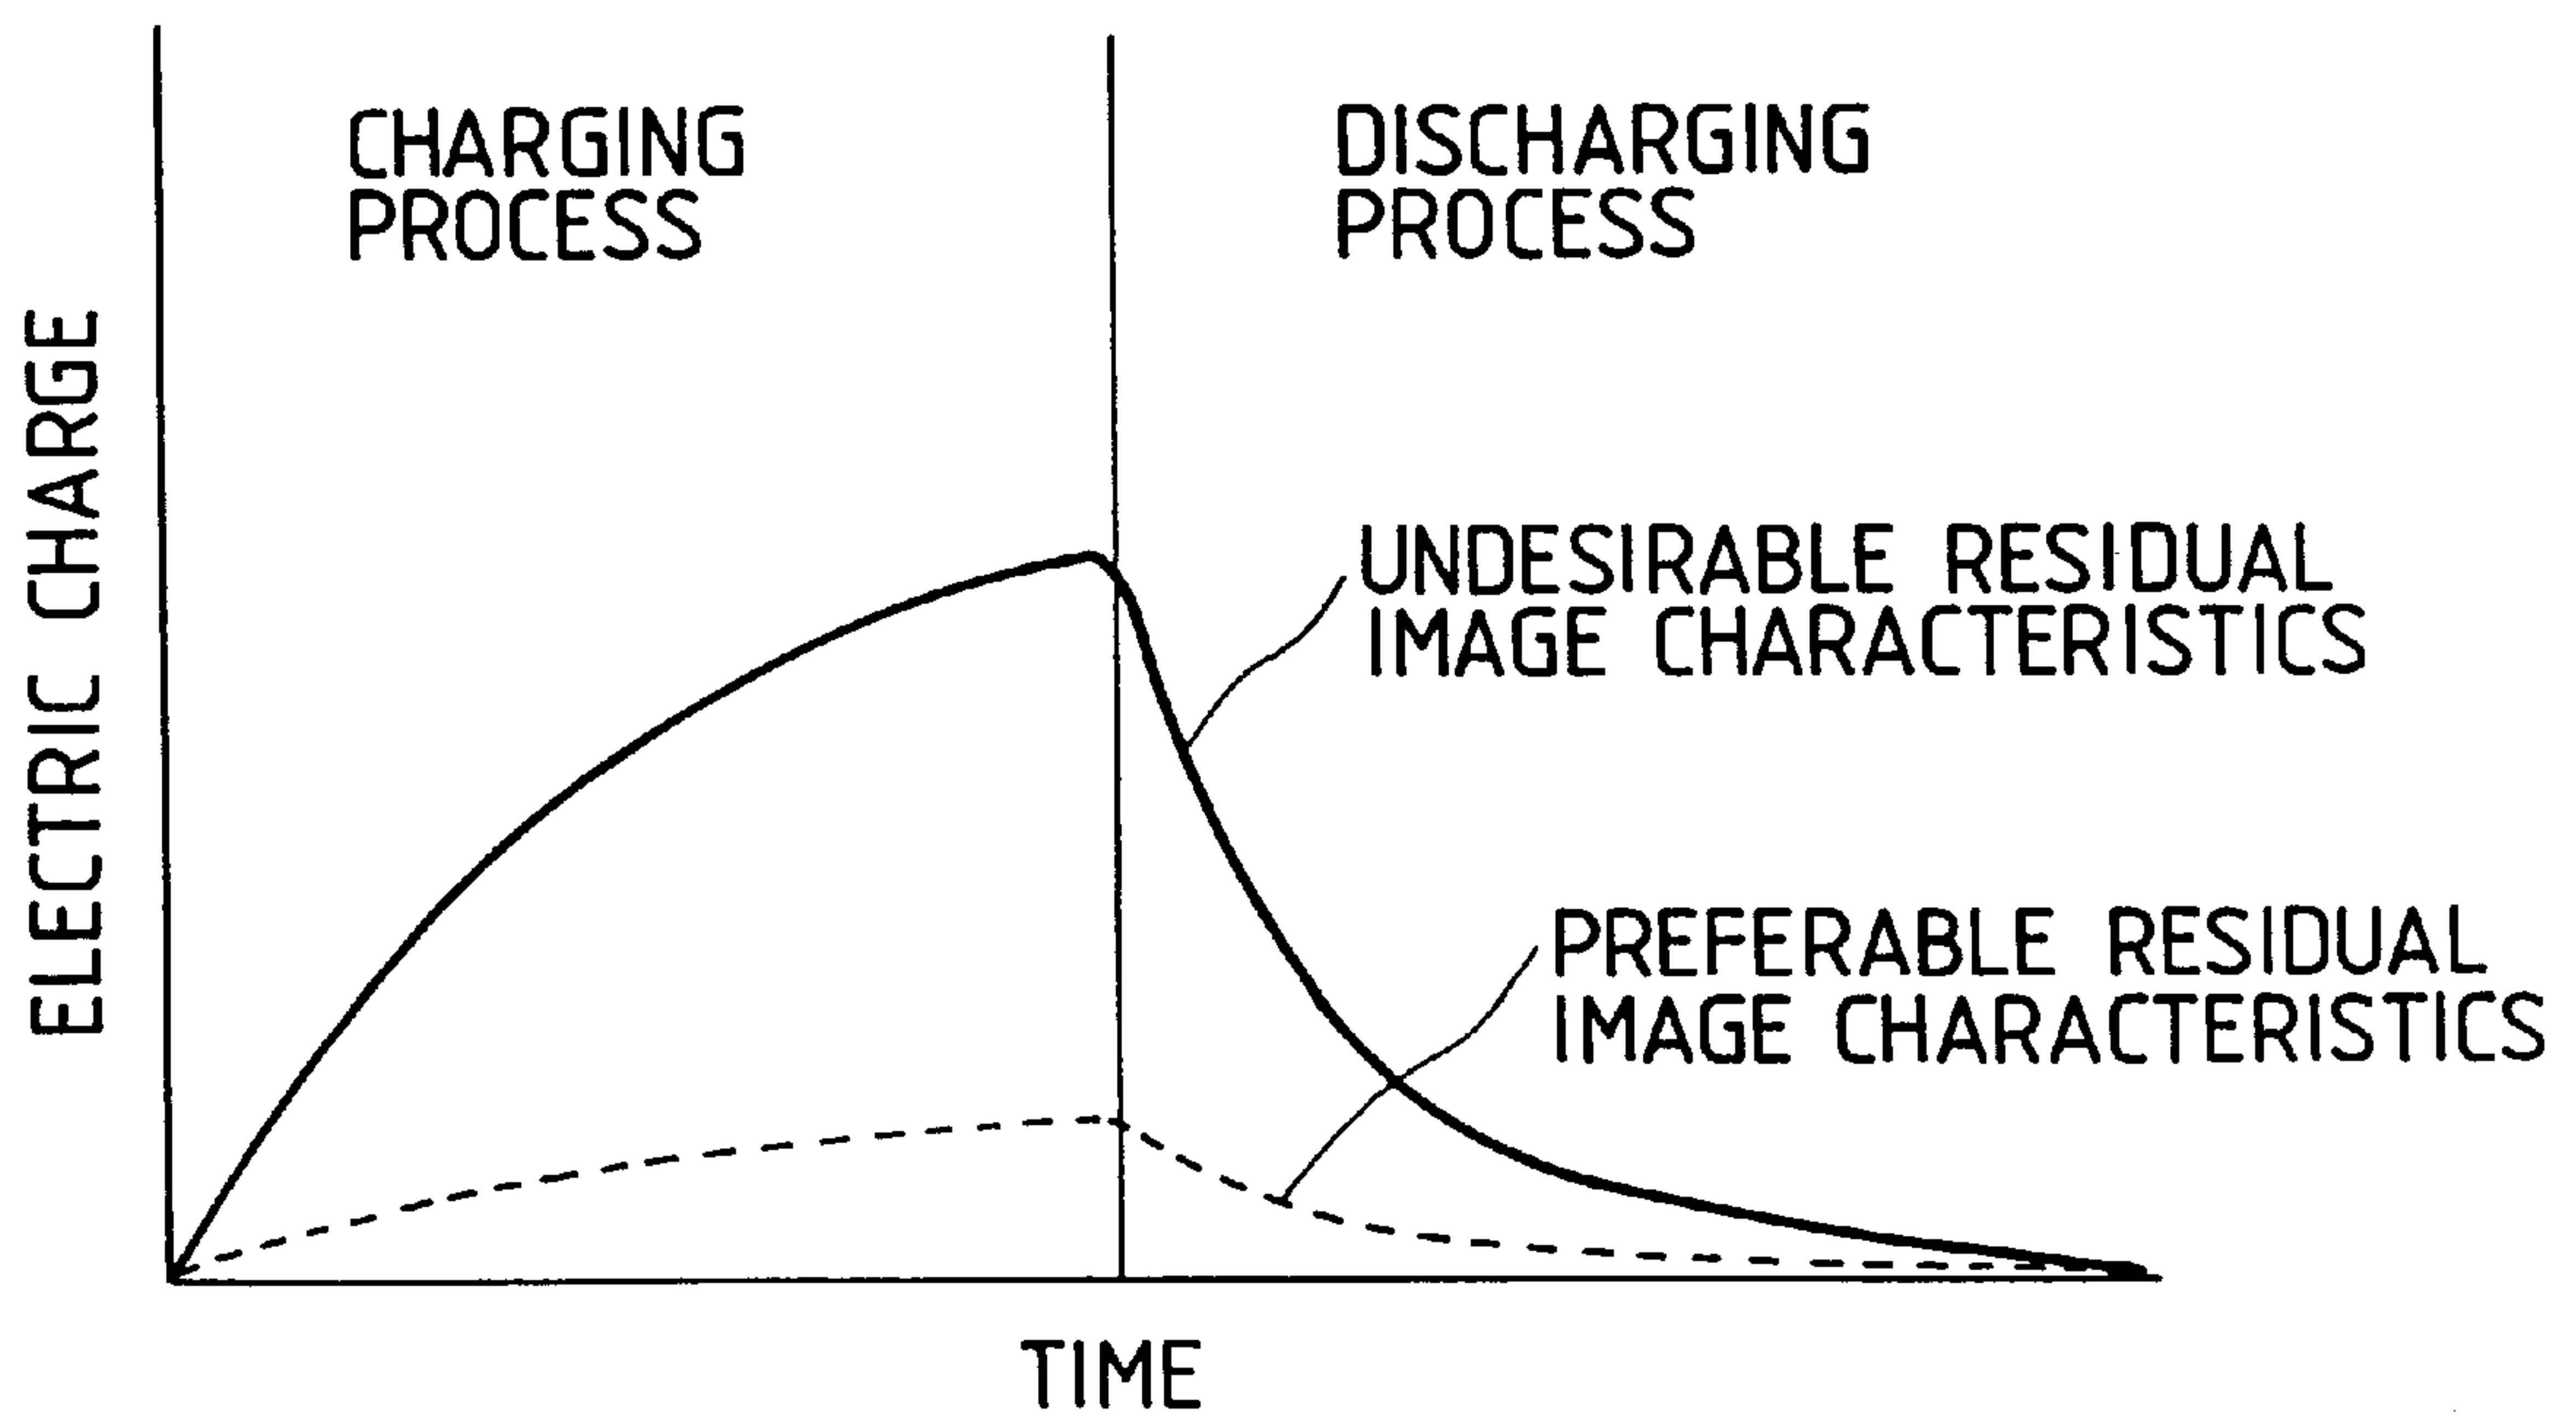 CHARGING
PROCESS
DISCHARGING
PROCESS
ELECTRIC CHARGE
UNDESIRABLE RESIDUAL
IMAGE CHARACTERISTICS
PREFERABLE RESIDUAL
IMAGE CHARACTERISTICS
TIME